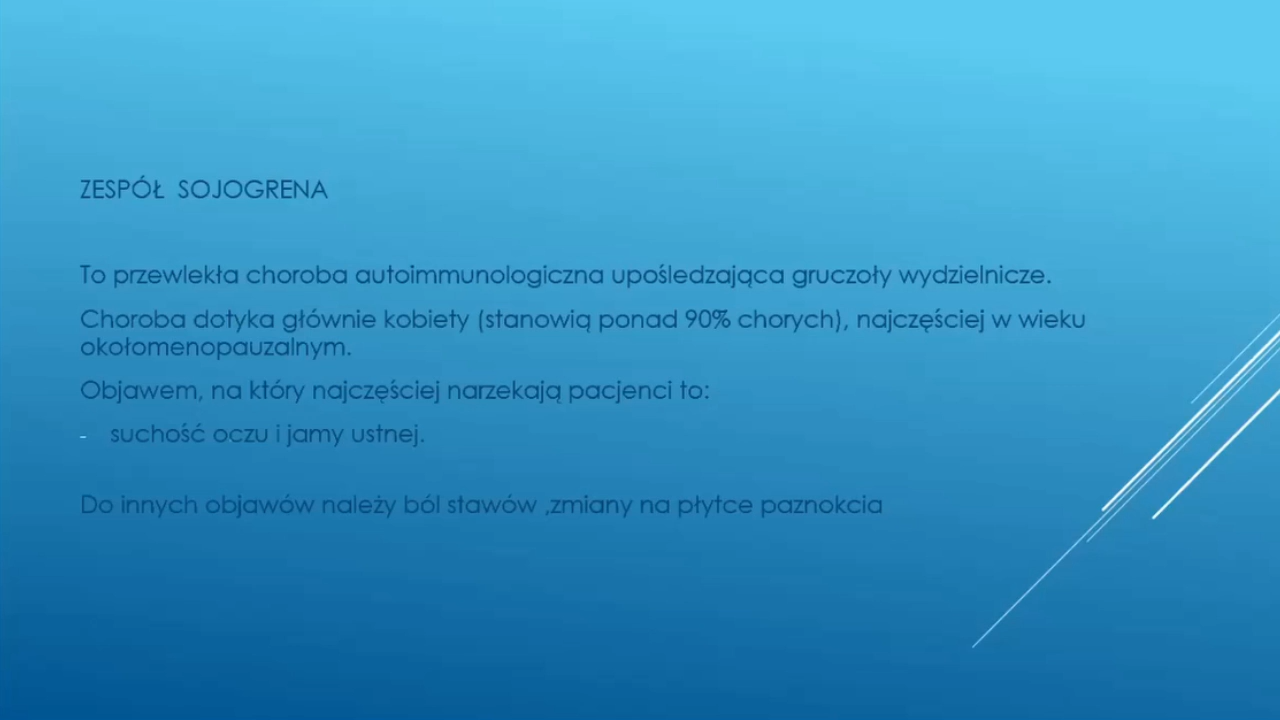 ZESPÓŁ SOJOGRENA
To przewlekła choroba autoimmunologiczna upośledzająca gruczoły wydzielnicze.
Choroba dotyka głównie kobiety (stanowią ponad 90% chorych), najczęściej w wieku
okołomenopauzalnym.
Objawem, na który najczęściej narzekają pacjenci to:
- suchość oczu i jamy ustnej.
Do innych objawów należy ból stawów ,zmiany na płytce paznokcia